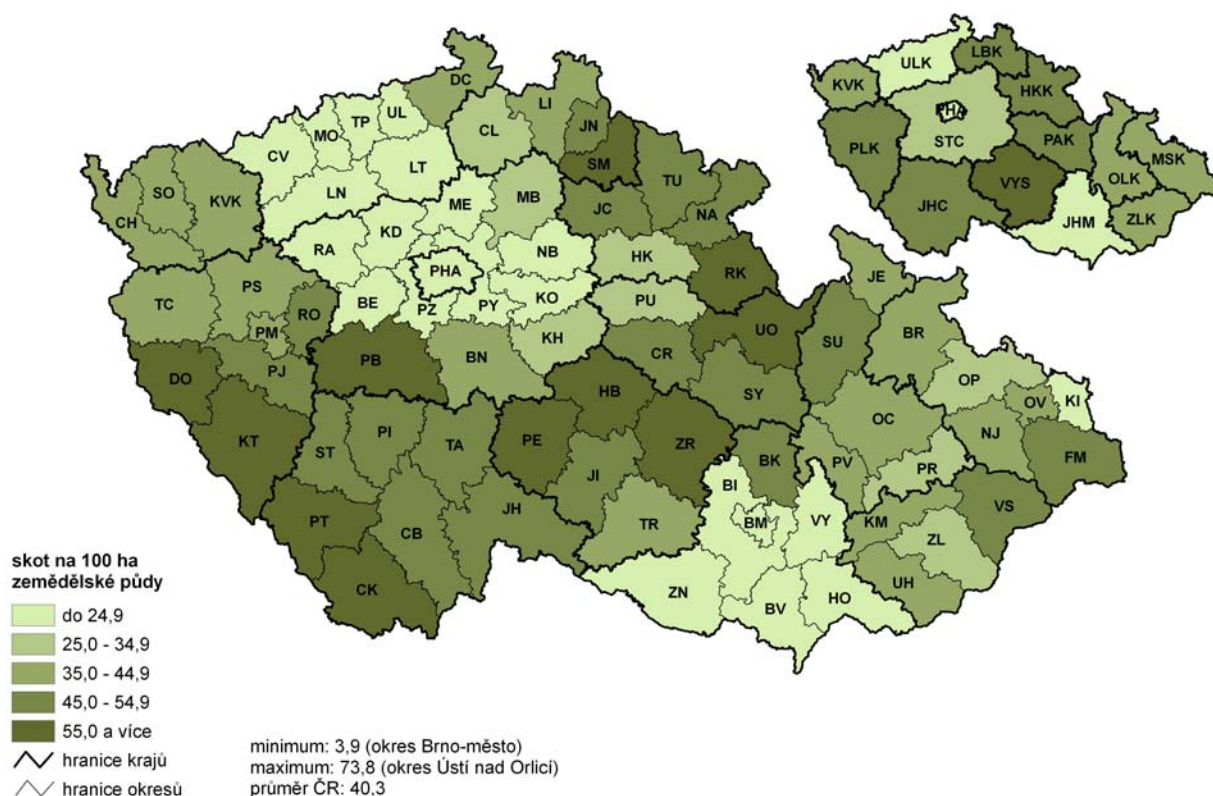 DC
UL
TP
MO
CV
LT
LN
CL
LI
JN
SM
TU
JC
NA
SO
KVK
CH
ME
MB
KD
RA
NB
PHA
HK
RK
BE
PZ
PY
KO
PU
TC
PS
RO
PM
KH
UO
PB
BN
CR
DO
PJ
HB
SY
SU
JE
BR
KT
ST
PI
TA
PE
ZR
OC
OP
OV
KI
NJ
FM
JI
BK
PV
PR
BI
VY
KM
VS
PT
CB
JH
TR
BM
ZL
UH
CK
ZN
BV
HO
ULK
LBK
KVK
HKK
PHA
STC
PLK
PAK
MSK
VYS
OLK
JHC
JHM
ZLK
skot na 100 ha
zemědělské půdy
do 24,9
25,0 - 34,9
35,0 - 44,9
45,0 - 54,9
55,0 a více
hranice krajů
hranice okresů
minimum: 3,9 (okres Brno-město)
maximum: 73,8 (okres Ústí nad Orlicí)
průměr ČR: 40,3